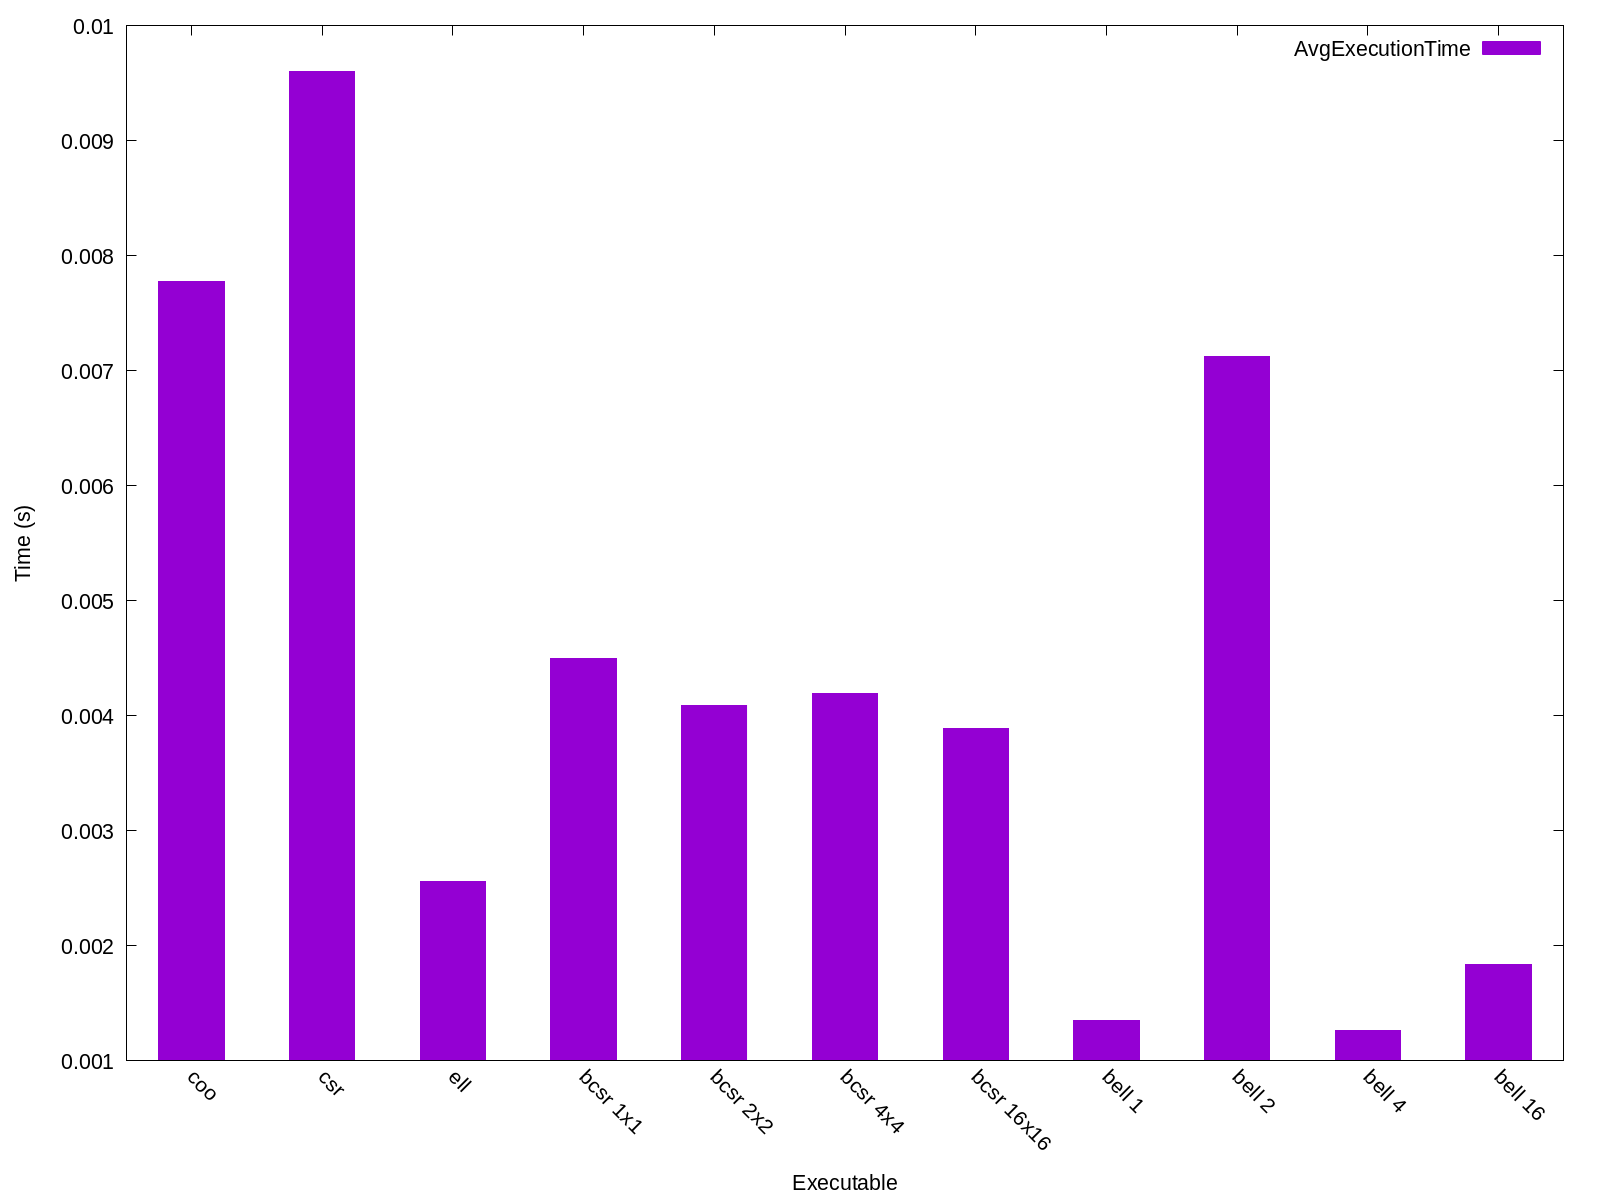 AvgExecutionTime
0.01
0.009
0.008
0.007
0.006
0.005
0.004
0.003
0.002
0.001
Time (s)
coo
csr
ell
bcsr 1x1
bcsr 2x2
bcsr 4x4
bcsr 16x16
bell 1
bell 2
bell 4
bell 16
Executable